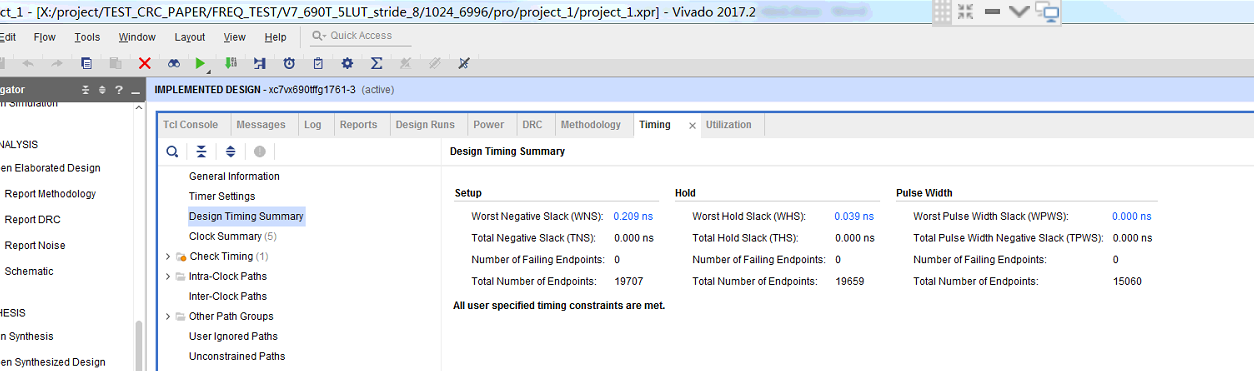 ct_1 - [X:/project/TEST_CRC_PAPER/FREQ_TEST/V7_690T_5LUT_stride_8/1024_6996/pro/project_1/project_1.xpr] - Vivado 2017.2
Edit Flow Tools Window Layout View Help Quick Access
gator
IMPLEMENTED DESIGN - xc7vx690tffg1761-3 (active)
n Simulation
Tcl Console Messages Log Reports Design Runs Power DRC Methodology Timing Utilization
NALYSIS
en Elaborated Design
Report Methodology
Report DRC
Report Noise
Schematic
HESIS
n Synthesis
en Synthesized Design
General Information
Timer Settings
Design Timing Summary
Clock Summary (5)
Check Timing (1)
Intra-Clock Paths
Inter-Clock Paths
Other Path Groups
User Ignored Paths
Unconstrained Paths
Design Timing Summary
Setup Hold Pulse Width
Worst Negative Slack (WNS): 0.209 ns Worst Hold Slack (WHS): 0.039 ns Worst Pulse Width Slack (WPWS): 0.000 ns
Total Negative Slack (TNS): 0.000 ns Total Hold Slack (THS): 0.000 ns Total Pulse Width Negative Slack (TPWS): 0.000 ns
Number of Failing Endpoints: 0 Number of Failing Endpoints: 0 Number of Failing Endpoints: 0
Total Number of Endpoints: 19707 Total Number of Endpoints: 19659 Total Number of Endpoints: 15060
All user specified timing constraints are met.